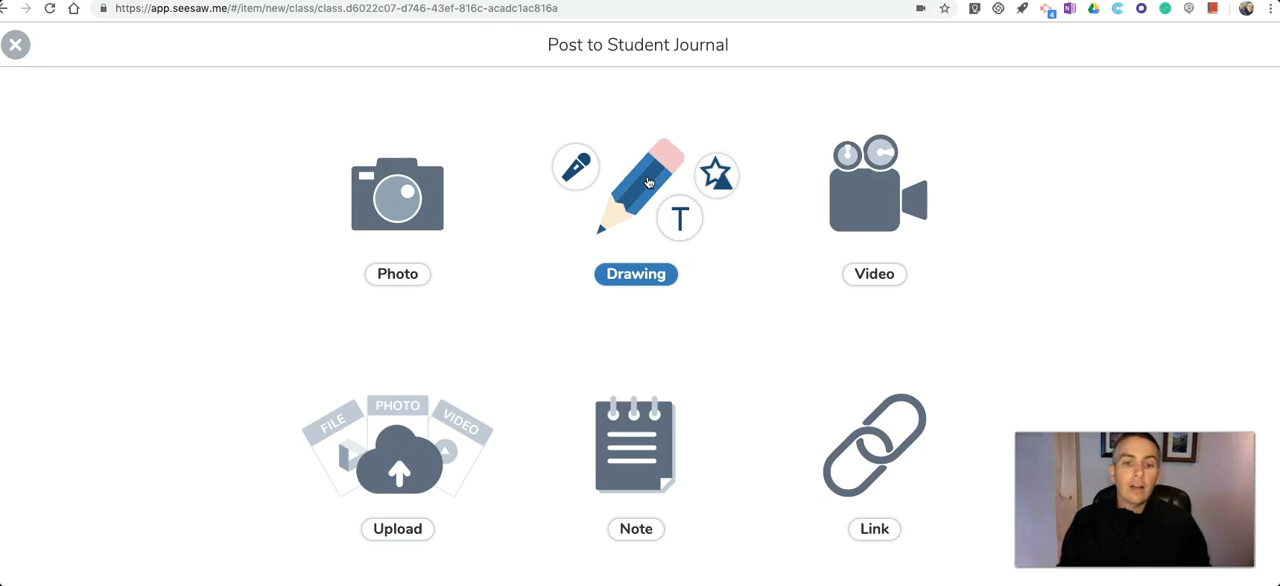 https://app.seesaw.me/#/item/new/class/class.d6022c07-d746-43ef-816c-acadc1ac816a
4
Post to Student Journal
T
Photo
Drawing
Video
FILE
PHOTO
VIDEO
Upload
Note
Link